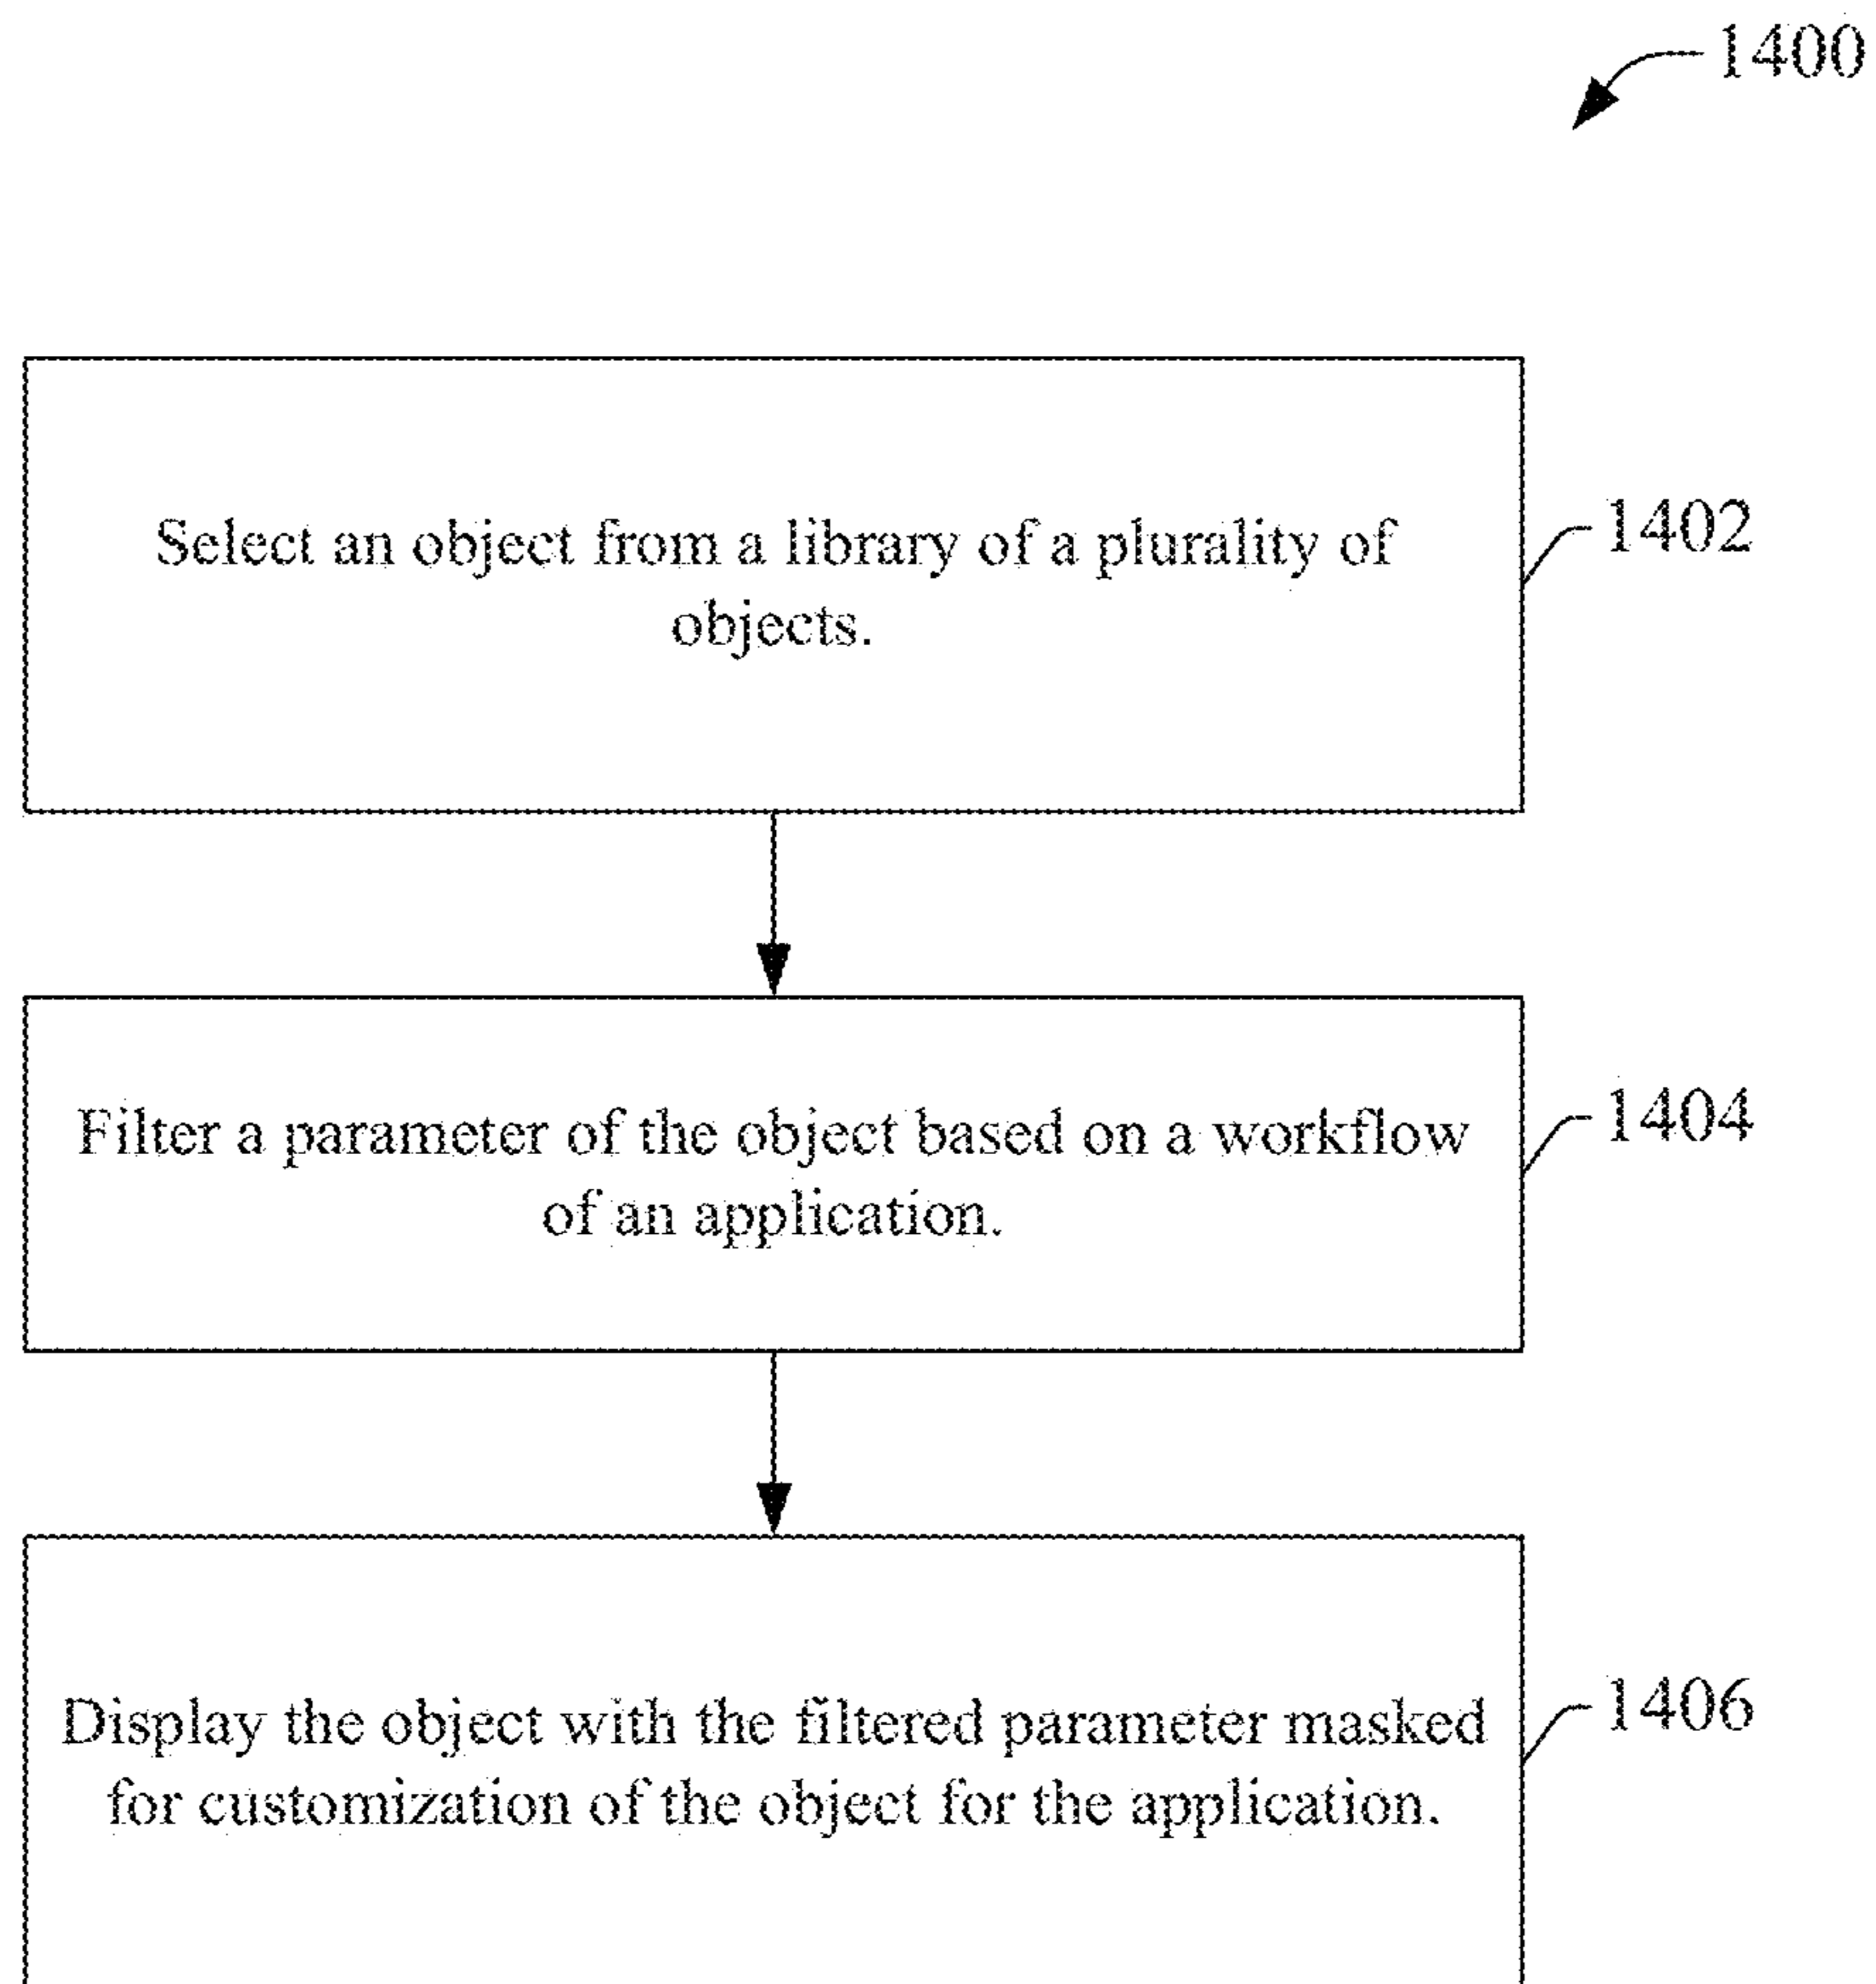 1400
Select an object from a library of a plurality of
objects.
1402
Filter a parameter of the object based on a workflow
of an application.
1404
Display the object with the filtered parameter masked
for customization of the object for the application.
1406